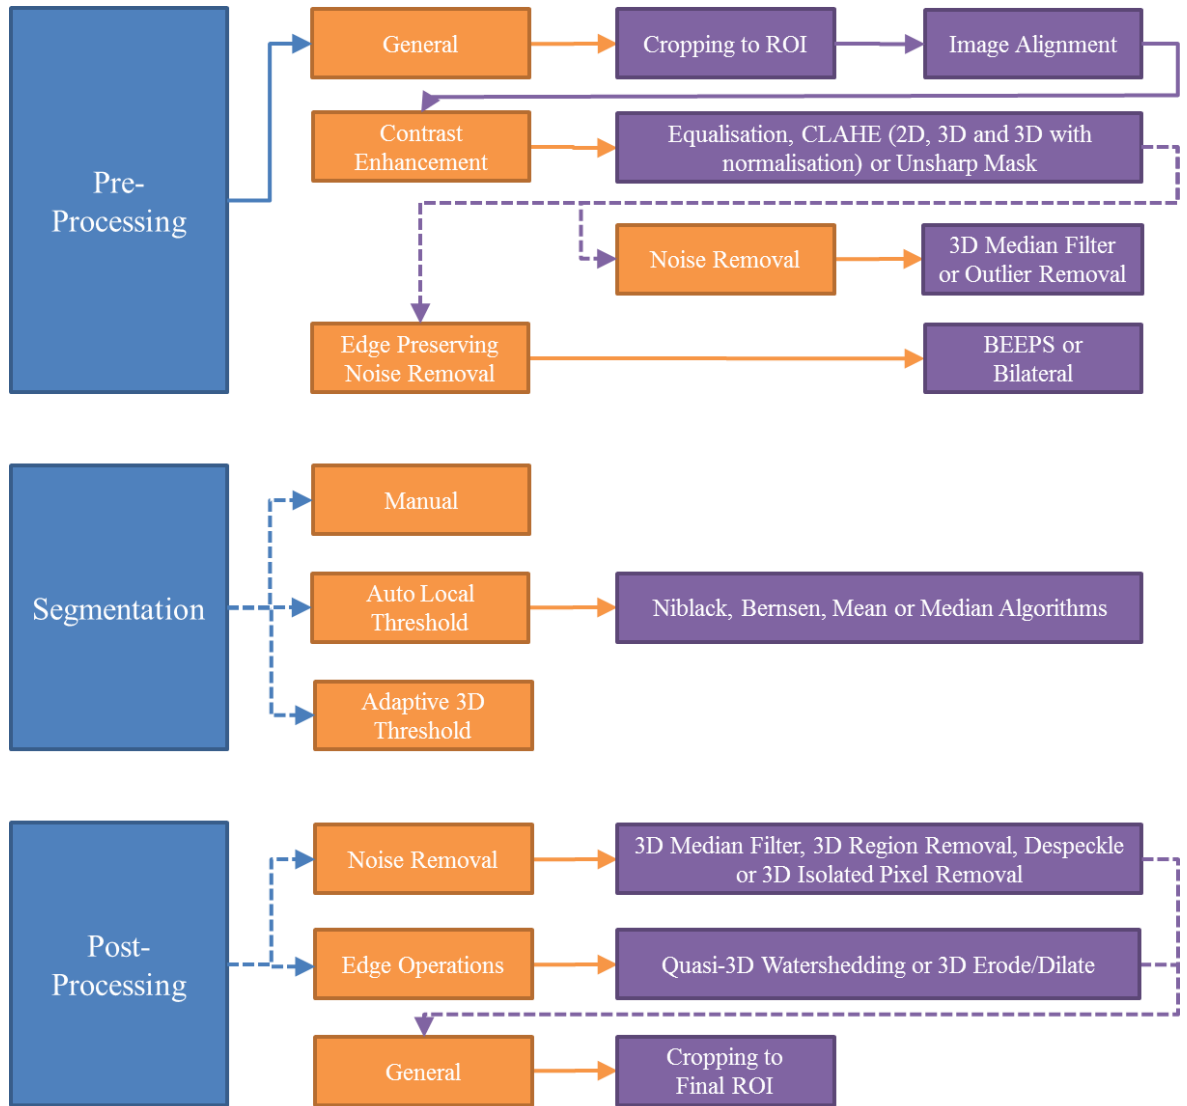 Pre-
Processing
General
Cropping to ROI
Image Alignment
Contrast
Enhancement
Equalisation, CLAHE (2D, 3D and 3D with
normalisation) or Unsharp Mask
Noise Removal
3D Median Filter
or Outlier Removal
Edge Preserving
Noise Removal
BEEPS or
Bilateral
Segmentation
Manual
Auto Local
Threshold
Niblack, Bernsen, Mean or Median Algorithms
Adaptive 3D
Threshold
Post-
Processing
Noise Removal
3D Median Filter, 3D Region Removal, Despeckle
or 3D Isolated Pixel Removal
Edge Operations
Quasi-3D Watershedding or 3D Erode/Dilate
General
Cropping to
Final ROI